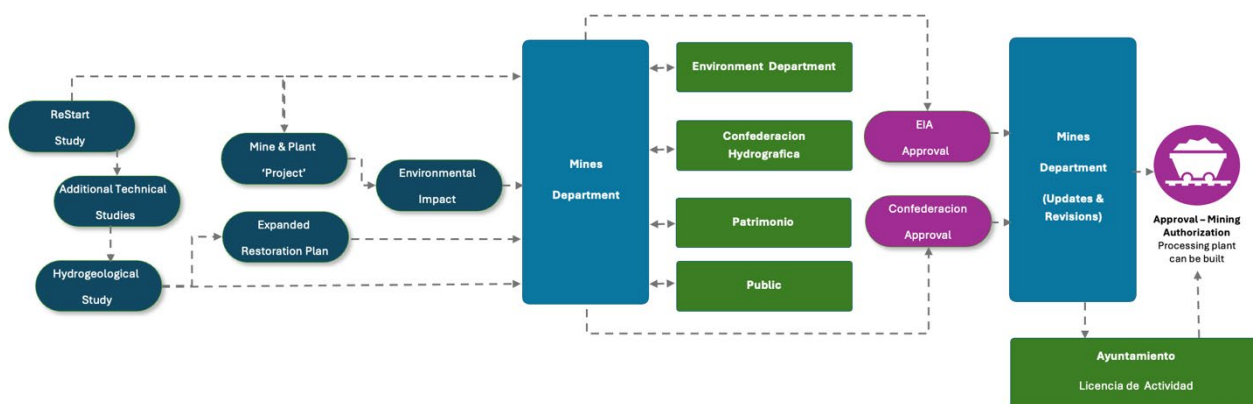 ReStart
Study
Additional Technical
Studies
Hydrogeological
Study
Mine & Plant
‘Project’
Expanded
Restoration Plan
Environmental
Impact
Mines
Department
Environment Department
Confederacion
Hydrografica
Patrimonio
Public
EIA
Approval
Confederacion
Approval
Mines
Department
(Updates &
Revisions)
Approval – Mining
Authorization
Processing plant
can be built
Ayuntamiento
Licencia de Actividad